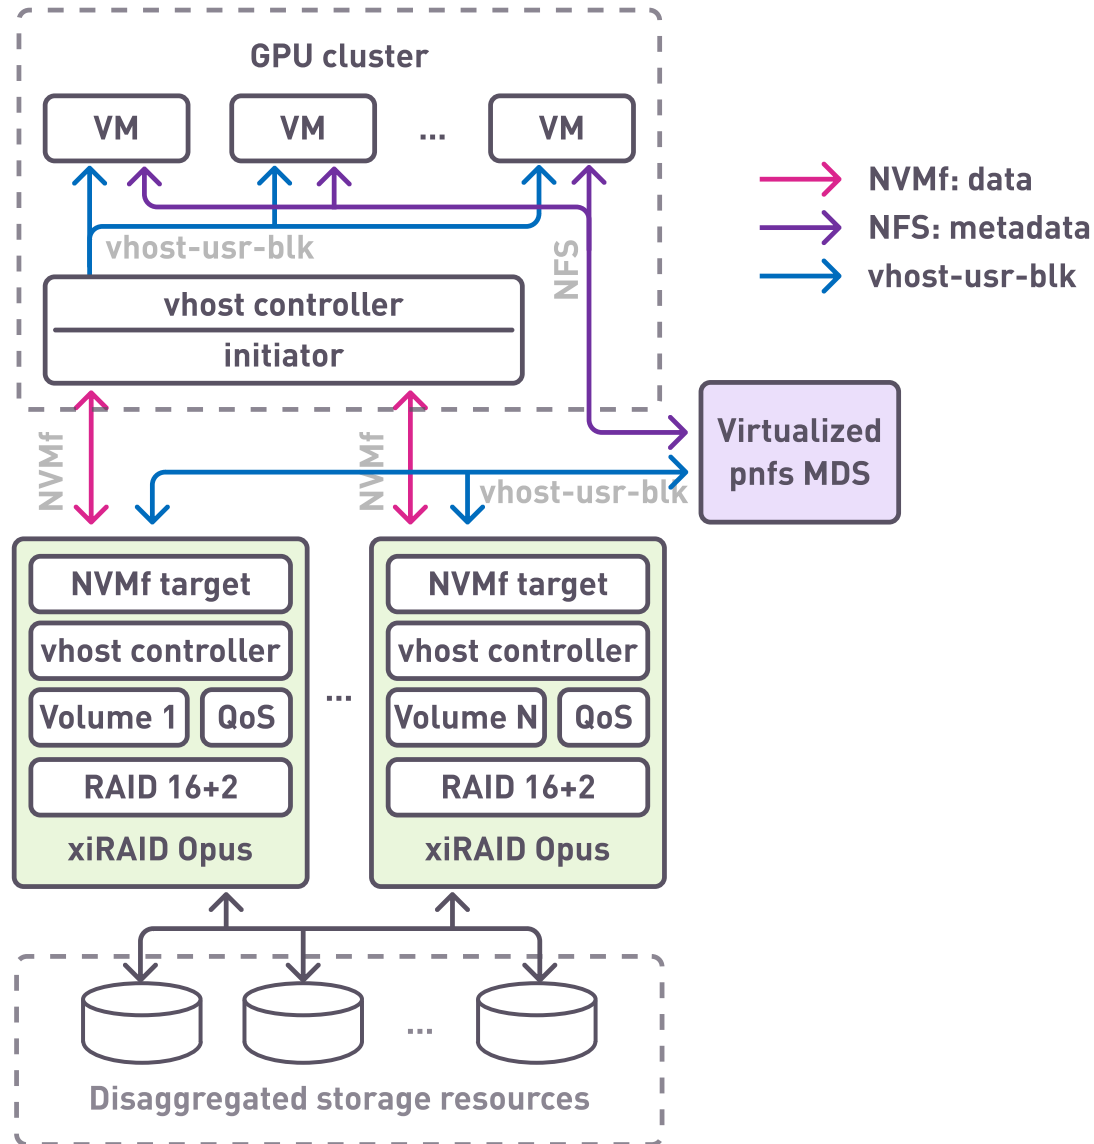 GPU cluster
VM
VM
...
VM
NVMf: data
NFS: metadata
vhost-usr-blk
vhost-usr-blk
NFS
vhost controller
initiator
NVMf
NVMf
Virtualized
pnfs MDS
vhost-usr-blk
NVMf target
vhost controller
Volume 1
QoS
RAID 16+2
xiRAID Opus
...
NVMf target
vhost controller
Volume N
QoS
RAID 16+2
xiRAID Opus
...
Disaggregated storage resources